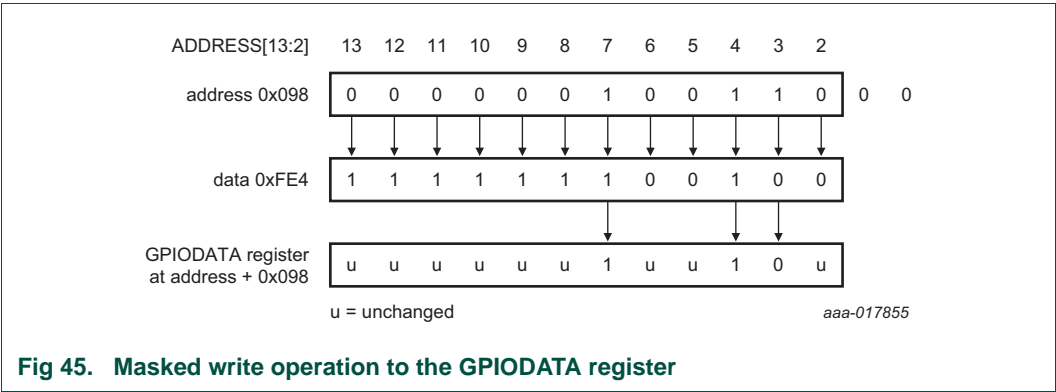 ADDRESS[13:2] 13 12 11 10 9 8 7 6 5 4 3 2
address 0x098 0 0 0 0 0 0 1 0 0 1 1 0 0 0
data 0xFE4 1 1 1 1 1 1 1 0 0 1 0 0
GPIODATA register
at address + 0x098 u u u u u u 1 u u 1 0 u
u = unchanged aaa-017855
Fig 45. Masked write operation to the GPIODATA register